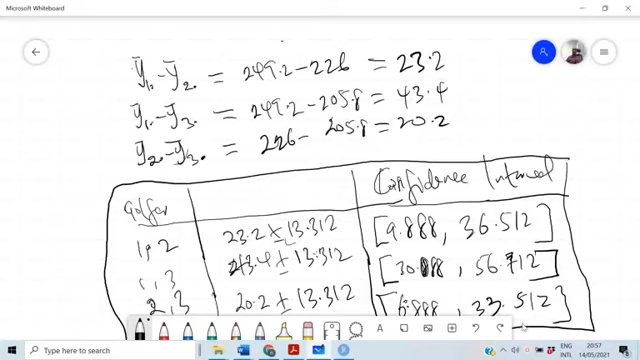 Microsoft Whiteboard
ȳ1. - ȳ2. = 249.2 - 226 = 23.2
ȳ1. - ȳ3. = 249.2 - 205.8 = 43.4
ȳ2. - ȳ3. = 226 - 205.8 = 20.2
Golfer Confidence Interval
1, 2 23.2 ± 13.312 [9.888, 36.512]
1, 3 43.4 ± 13.312 [30.088, 56.712]
2, 3 20.2 ± 13.312 [6.888, 33.512]
Type here to search
ENG
INTL
20:57
14/05/2021